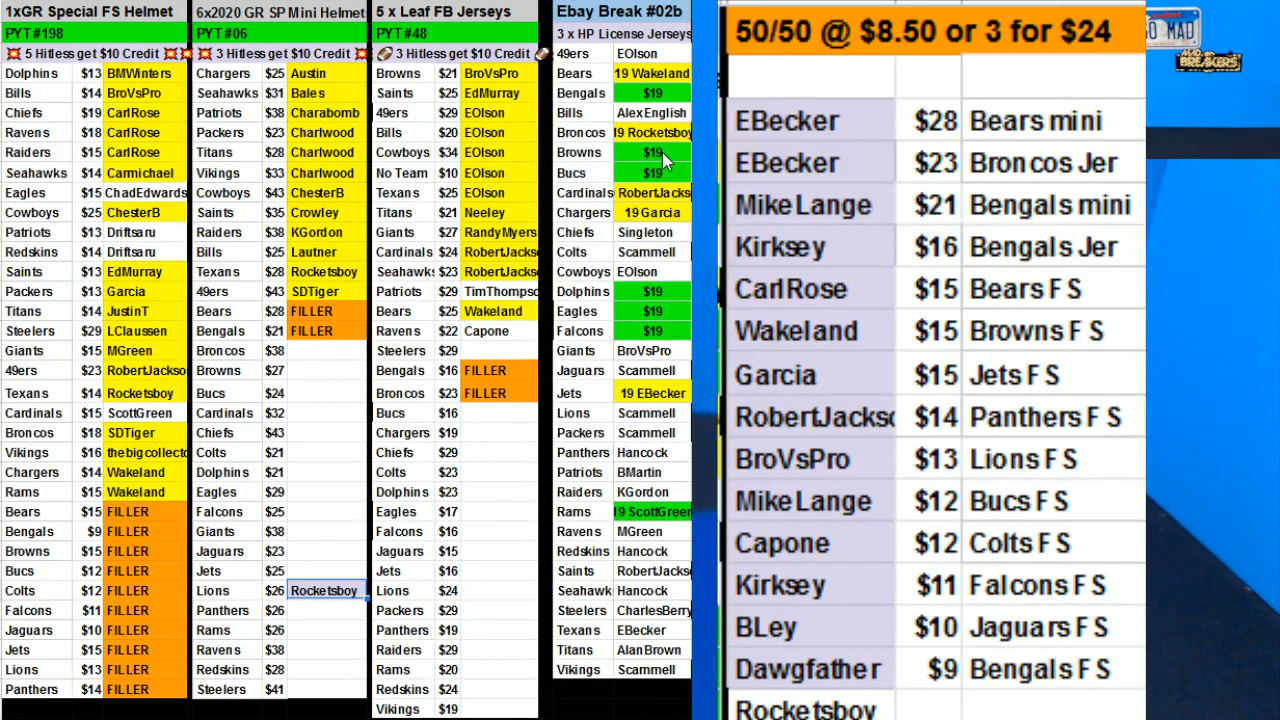 1xGR Special FS Helmet
PYT #198
5 Hitless get $10 Credit
Dolphins $13 BMWinters
Bills $14 BroVsPro
Chiefs $19 CarlRose
Ravens $18 CarlRose
Raiders $15 CarlRose
Seahawks $14 Carmichael
Eagles $15 ChadEdwards
Cowboys $25 ChesterB
Patriots $13 Driftsaru
Redskins $14 Driftsaru
Saints $13 EdMurray
Packers $13 Garcia
Titans $14 JustinT
Steelers $29 LClaussen
Giants $15 MGreen
49ers $23 RobertJackso
Texans $14 Rocketsboy
Cardinals $15 ScottGreen
Broncos $18 SDTiger
Vikings $16 thebigcollecto
Chargers $14 Wakeland
Rams $15 Wakeland
Bears $15 FILLER
Bengals $9 FILLER
Browns $15 FILLER
Bucs $12 FILLER
Colts $12 FILLER
Falcons $11 FILLER
Jaguars $10 FILLER
Jets $15 FILLER
Lions $13 FILLER
Panthers $14 FILLER
6x2020 GR SP Mini Helmet
PYT #06
3 Hitless get $10 Credit
Chargers $25 Austin
Seahawks $31 Bales
Patriots $38 Charabomb
Packers $23 Charlwood
Titans $28 Charlwood
Vikings $33 Charlwood
Cowboys $43 ChesterB
Saints $35 Crowley
Raiders $38 KGordon
Bills $25 Lautner
Texans $28 Rocketsboy
49ers $43 SDTiger
Bears $28 FILLER
Bengals $21 FILLER
Broncos $38
Browns $27
Bucs $24
Cardinals $32
Chiefs $43
Colts $21
Dolphins $21
Eagles $29
Falcons $25
Giants $38
Jaguars $23
Jets $25
Lions $26 Rocketsboy
Panthers $26
Rams $26
Ravens $38
Redskins $28
Steelers $41
5 x Leaf FB Jerseys
PYT #48
3 Hitless get $10 Credit
Browns $21 BroVsPro
Saints $25 EdMurray
49ers $29 EOlson
Bills $20 EOlson
Cowboys $34 EOlson
No Team $10 EOlson
Texans $25 EOlson
Titans $21 Neeley
Giants $27 RandyMyers
Cardinals $24 RobertJacks
Seahawks $23 RobertJacks
Patriots $29 TimThompso
Bears $25 Wakeland
Ravens $22 Capone
Steelers $29
Bengals $16 FILLER
Broncos $23 FILLER
Bucs $16
Chargers $19
Chiefs $29
Colts $23
Dolphins $23
Eagles $17
Falcons $16
Jaguars $15
Jets $16
Lions $24
Packers $29
Panthers $19
Raiders $29
Rams $20
Redskins $24
Vikings $19
Ebay Break #02b
3 x HP License Jerseys
49ers EOlson
Bears 19 Wakeland
Bengals $19
Bills AlexEnglish
Broncos 19 Rocketsboy
Browns $19
Bucs $19
Cardinals RobertJacks
Chargers 19 Garcia
Chiefs Singleton
Colts Scammell
Cowboys EOlson
Dolphins $19
Eagles $19
Falcons $19
Giants BroVsPro
Jaguars Scammell
Jets 19 EBecker
Lions Scammell
Packers Scammell
Panthers Hancock
Patriots BMartin
Raiders KGordon
Rams 19 ScottGreen
Ravens MGreen
Redskins Hancock
Saints RobertJacks
Seahawk Hancock
Steelers CharlesBerry
Texans EBecker
Titans AlanBrown
Vikings Scammell
50/50 @ $8.50 or 3 for $24
EBecker $28 Bears mini
EBecker $23 Broncos Jer
MikeLange $21 Bengals mini
Kirksey $16 Bengals Jer
CarlRose $15 Bears FS
Wakeland $15 Browns FS
Garcia $15 Jets FS
RobertJackso $14 Panthers FS
BroVsPro $13 Lions FS
MikeLange $12 Bucs FS
Capone $12 Colts FS
Kirksey $11 Falcons FS
BLey $10 Jaguars FS
Dawgfather $9 Bengals FS
Rocketsboy
MAD
BREAKERS